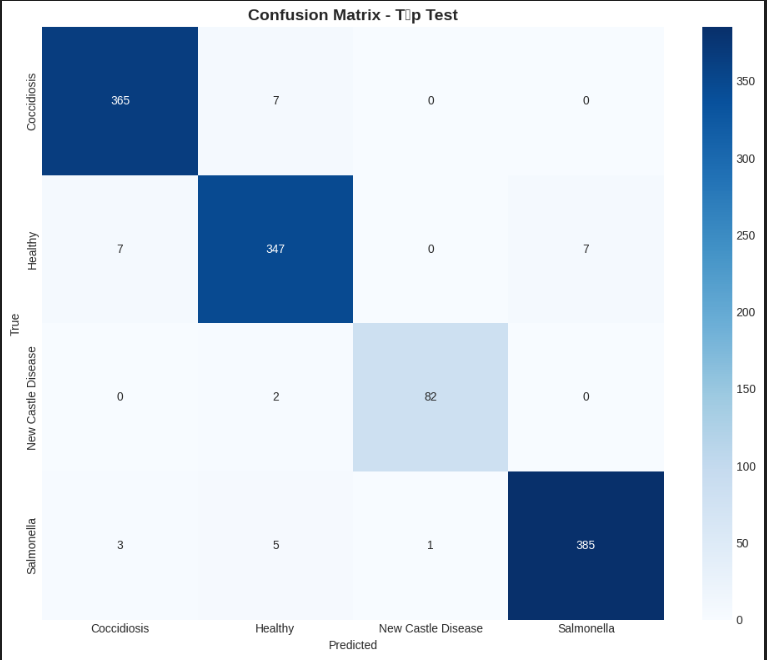 Confusion Matrix - T▯p Test
Coccidiosis
365 7 0 0
Healthy
7 347 0 7
New Castle Disease
0 2 82 0
Salmonella
3 5 1 385
True
Coccidiosis Healthy New Castle Disease Salmonella
Predicted
350
300
250
200
150
100
50
0